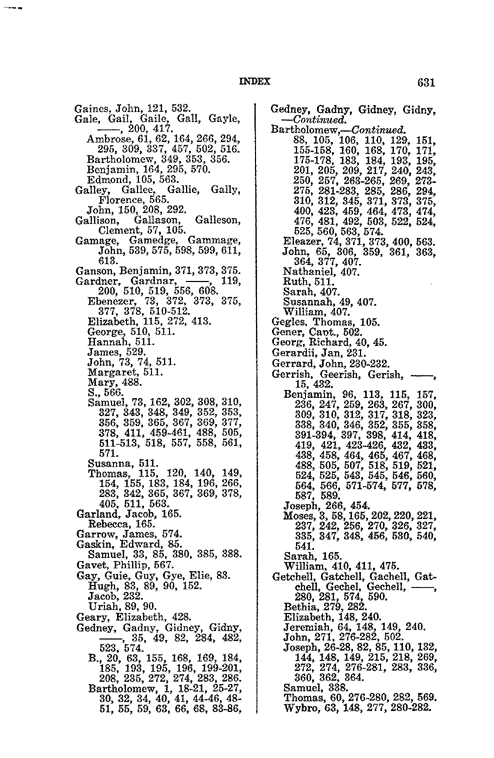 INDEX 631
Gaines, John, 121, 532.
Gale, Gail, Gaile, Gall, Gayle,
——, 200, 417.
Ambrose, 61, 62, 164, 266, 294,
295, 309, 337, 457, 502, 516.
Bartholomew, 349, 353, 356.
Benjamin, 164, 295, 570.
Edmond, 105, 563.
Galley, Gallee, Gallie, Gally,
Florence, 565.
John, 150, 208, 292.
Gallison, Gallason, Galleson,
Clement, 57, 105.
Gamage, Gamedge, Gammage,
John, 539, 575, 598, 599, 611,
613.
Ganson, Benjamin, 371, 373, 375.
Gardner, Gardnar, ——, 119,
200, 510, 519, 556, 608.
Ebenezer, 73, 372, 373, 375,
377, 378, 510-512.
Elizabeth, 115, 272, 413.
George, 510, 511.
Hannah, 511.
James, 529.
John, 73, 74, 511.
Margaret, 511.
Mary, 488.
S., 566.
Samuel, 73, 162, 302, 308, 310,
327, 343, 348, 349, 352, 353,
356, 359, 365, 367, 369, 377,
378, 411, 459-461, 488, 505,
511-513, 518, 557, 558, 561,
571.
Susanna, 511.
Thomas, 115, 120, 140, 149,
154, 155, 183, 184, 196, 266,
283, 342, 365, 367, 369, 378,
405, 511, 563.
Garland, Jacob, 165.
Rebecca, 165.
Garrow, James, 574.
Gaskin, Edward, 85.
Samuel, 33, 85, 380, 385, 388.
Gavet, Phillip, 567.
Gay, Guie, Guy, Gye, Elie, 83.
Hugh, 83, 89, 90, 152.
Jacob, 232.
Uriah, 89, 90.
Geary, Elizabeth, 428.
Gedney, Gadny, Gidney, Gidny,
——, 35, 49, 82, 284, 482,
523, 574.
B., 20, 63, 155, 168, 169, 184,
185, 193, 195, 196, 199-201,
208, 235, 272, 274, 283, 286.
Bartholomew, 1, 18-21, 25-27,
30, 32, 34, 40, 41, 44-46, 48-
51, 55, 59, 63, 66, 68, 83-86,
Gedney, Gadny, Gidney, Gidny,
—Continued.
Bartholomew,—Continued.
88, 105, 106, 110, 129, 151,
155-158, 160, 168, 170, 171,
175-178, 183, 184, 193, 195,
201, 205, 209, 217, 240, 243,
250, 257, 263-265, 269, 273-
275, 281-283, 285, 286, 294,
310, 312, 345, 371, 373, 375,
400, 423, 459, 464, 473, 474,
476, 481, 492, 503, 522, 524,
525, 560, 563, 574.
Eleazer, 74, 371, 373, 400, 563.
John, 65, 306, 359, 361, 363,
364, 377, 407.
Nathaniel, 407.
Ruth, 511.
Sarah, 407.
Susannah, 49, 407.
William, 407.
Gegles, Thomas, 105.
Gener, Capt., 502.
Georg, Richard, 40, 45.
Gerardii, Jan, 231.
Gerrard, John, 230-232.
Gerrish, Geerish, Gerish, ——,
15, 432.
Benjamin, 96, 113, 115, 157,
236, 247, 259, 263, 267, 300,
309, 310, 312, 317, 318, 323,
338, 340, 346, 352, 355, 358,
391-394, 397, 398, 414, 418,
419, 421, 423-426, 432, 433,
438, 458, 464, 465, 467, 468,
488, 505, 507, 518, 519, 521,
524, 525, 543, 545, 546, 560,
564, 566, 571-574, 577, 578,
587, 589.
Joseph, 266, 454.
Moses, 3, 58, 165, 202, 220, 221,
237, 242, 256, 270, 326, 327,
335, 347, 348, 456, 530, 540,
541.
Sarah, 165.
William, 410, 411, 475.
Getchell, Gatchell, Gachell, Gat-
chell, Gechel, Gechell, ——,
280, 281, 574, 590.
Bethia, 279, 282.
Elizabeth, 148, 240.
Jeremiah, 64, 148, 149, 240.
John, 271, 276-282, 502.
Joseph, 26-28, 82, 85, 110, 132,
144, 148, 149, 215, 218, 269,
272, 274, 276-281, 283, 336,
360, 362, 364.
Samuel, 338.
Thomas, 60, 276-280, 282, 569.
Wybro, 63, 148, 277, 280-282.